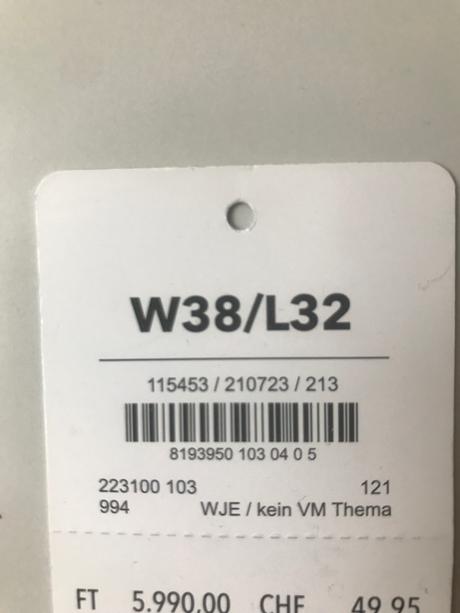 W38/L32
115453 / 210723 / 213
8193950 103 04 0 5
223100 103 121
994 WJE / kein VM Thema
FT 5.990,00 CHF 49.95